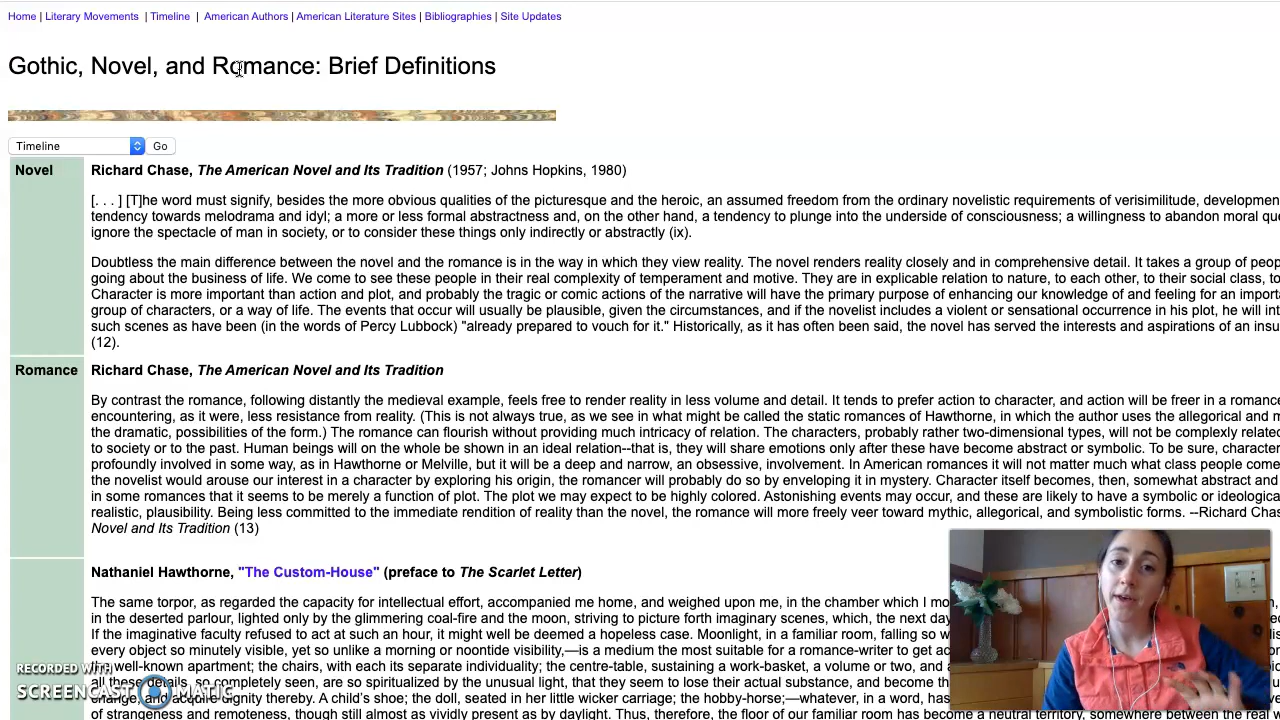 Home | Literary Movements | Timeline | American Authors | American Literature Sites | Bibliographies | Site Updates
Gothic, Novel, and Romance: Brief Definitions
Timeline Go
Novel
Richard Chase, The American Novel and Its Tradition (1957; Johns Hopkins, 1980)
[. . . ] [T]he word must signify, besides the more obvious qualities of the picturesque and the heroic, an assumed freedom from the ordinary novelistic requirements of verisimilitude, developmen
tendency towards melodrama and idyl; a more or less formal abstractness and, on the other hand, a tendency to plunge into the underside of consciousness; a willingness to abandon moral que
ignore the spectacle of man in society, or to consider these things only indirectly or abstractly (ix).
Doubtless the main difference between the novel and the romance is in the way in which they view reality. The novel renders reality closely and in comprehensive detail. It takes a group of peop
going about the business of life. We come to see these people in their real complexity of temperament and motive. They are in explicable relation to nature, to each other, to their social class, to
Character is more important than action and plot, and probably the tragic or comic actions of the narrative will have the primary purpose of enhancing our knowledge of and feeling for an import
group of characters, or a way of life. The events that occur will usually be plausible, given the circumstances, and if the novelist includes a violent or sensational occurrence in his plot, he will int
such scenes as have been (in the words of Percy Lubbock) "already prepared to vouch for it." Historically, as it has often been said, the novel has served the interests and aspirations of an insu
(12).
Romance
Richard Chase, The American Novel and Its Tradition
By contrast the romance, following distantly the medieval example, feels free to render reality in less volume and detail. It tends to prefer action to character, and action will be freer in a romance
encountering, as it were, less resistance from reality. (This is not always true, as we see in what might be called the static romances of Hawthorne, in which the author uses the allegorical and m
the dramatic, possibilities of the form.) The romance can flourish without providing much intricacy of relation. The characters, probably rather two-dimensional types, will not be complexly relate
to society or to the past. Human beings will on the whole be shown in an ideal relation--that is, they will share emotions only after these have become abstract or symbolic. To be sure, character
profoundly involved in some way, as in Hawthorne or Melville, but it will be a deep and narrow, an obsessive, involvement. In American romances it will not matter much what class people come
the novelist would arouse our interest in a character by exploring his origin, the romancer will probably do so by enveloping it in mystery. Character itself becomes, then, somewhat abstract and
in some romances that it seems to be merely a function of plot. The plot we may expect to be highly colored. Astonishing events may occur, and these are likely to have a symbolic or ideologica
realistic, plausibility. Being less committed to the immediate rendition of reality than the novel, the romance will more freely veer toward mythic, allegorical, and symbolistic forms. --Richard Chas
Novel and Its Tradition (13)
Nathaniel Hawthorne, "The Custom-House" (preface to The Scarlet Letter)
The same torpor, as regarded the capacity for intellectual effort, accompanied me home, and weighed upon me, in the chamber which I mo
in the deserted parlour, lighted only by the glimmering coal-fire and the moon, striving to picture forth imaginary scenes, which, the next day
If the imaginative faculty refused to act at such an hour, it might well be deemed a hopeless case. Moonlight, in a familiar room, falling so w
every object so minutely visible, yet so unlike a morning or noontide visibility,—is a medium the most suitable for a romance-writer to get ac
well-known apartment; the chairs, with each its separate individuality; the centre-table, sustaining a work-basket, a volume or two, and a
all these details, so completely seen, are so spiritualized by the unusual light, that they seem to lose their actual substance, and become th
change, acquire dignity thereby. A child's shoe; the doll, seated in her little wicker carriage; the hobby-horse;—whatever, in a word, has
of strangeness and remoteness, though still almost as vividly present as by daylight. Thus, therefore, the floor of our familiar room has become a neutral territory, somewhere between the real
RECORDED WITH
SCREENCAST MATIC